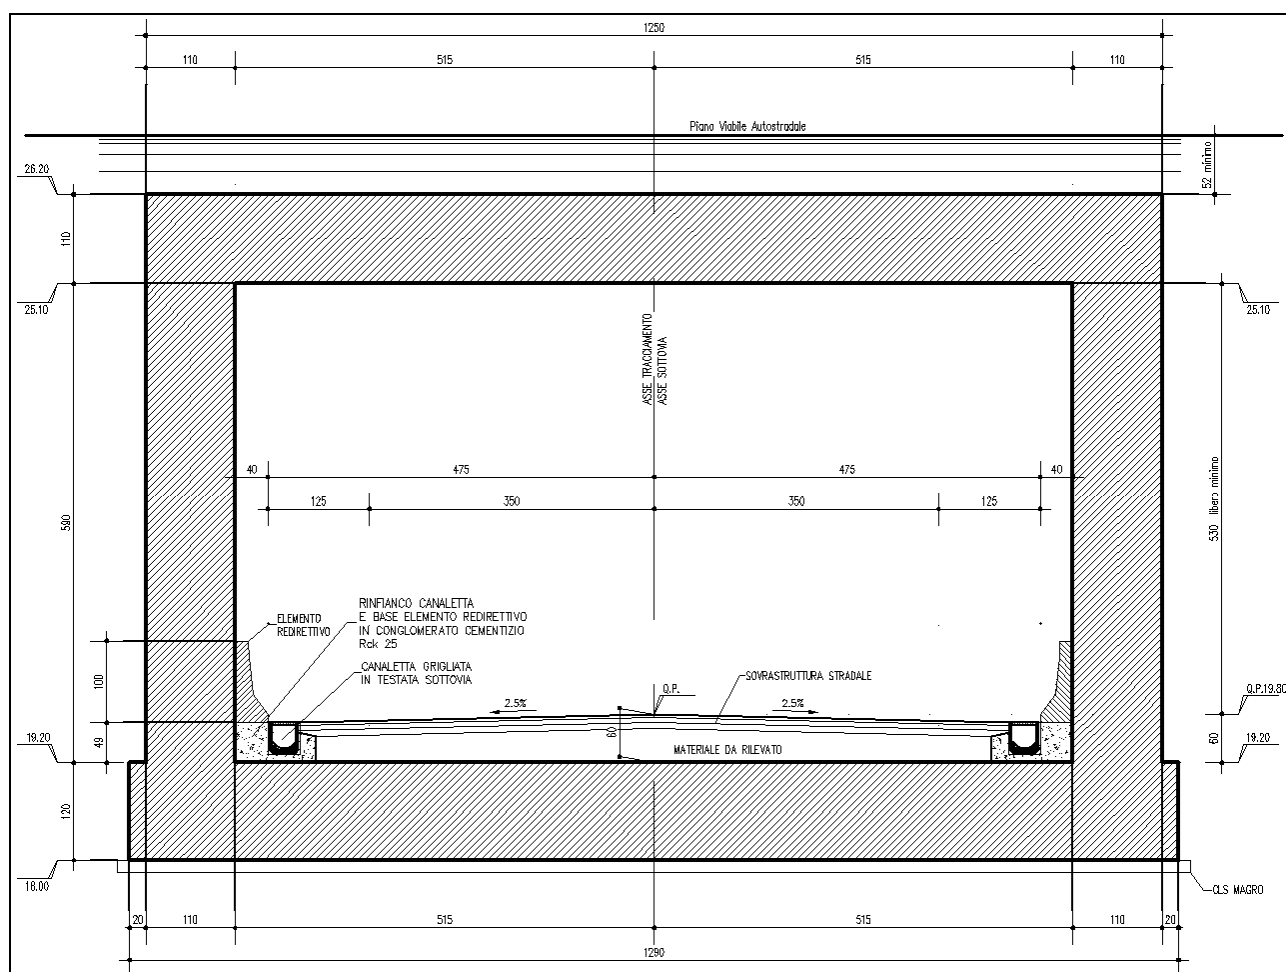 1250
110 515 515 110
Piano Viabile Autostradale
26.20
52 minimo
110
25.10
25.10
ASSE TRACCIAMENTO
ASSE SOTTOVIA
40 475 475 40
125 350 350 125
590
530 libero minimo
RINFIANCO CANALETTA
E BASE ELEMENTO REDIRETTIVO
IN CONGLOMERATO CEMENTIZIO
Rck 25
ELEMENTO
REDIRETTIVO
CANALETTA GRIGLIATA
IN TESTATA SOTTOVIA
SOVRASTRUTTURA STRADALE
100
Q.P.
Q.P.19.80
2.5% 2.5%
49
60
60
19.20
19.20
MATERIALE DA RILEVATO
120
18.00
CLS MAGRO
20 110 515 515 110 20
1290